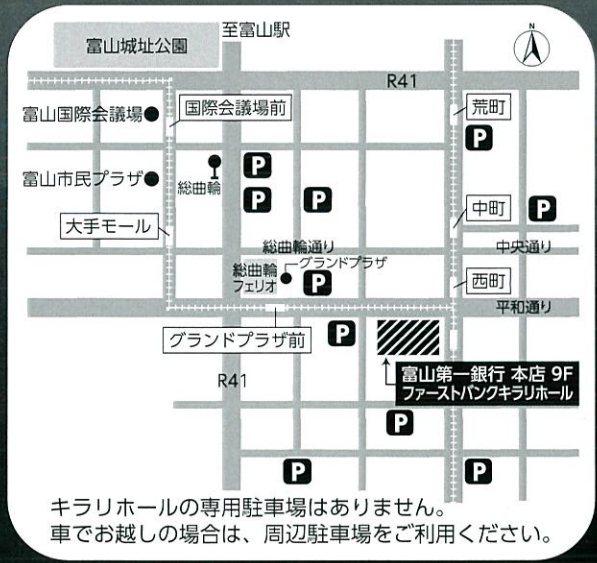 至富山駅
富山城址公園
N
R41
富山国際会議場
国際会議場前
荒町
P
富山市民プラザ
総曲輪
P
P
P
中町
P
大手モール
総曲輪通り
中央通り
グランドプラザ
総曲輪
フェリオ
P
西町
平和通り
グランドプラザ前
P
R41
富山第一銀行 本店 9F
ファーストバンクキラリホール
P
P
P
キラリホールの専用駐車場はありません。
車でお越しの場合は、周辺駐車場をご利用ください。